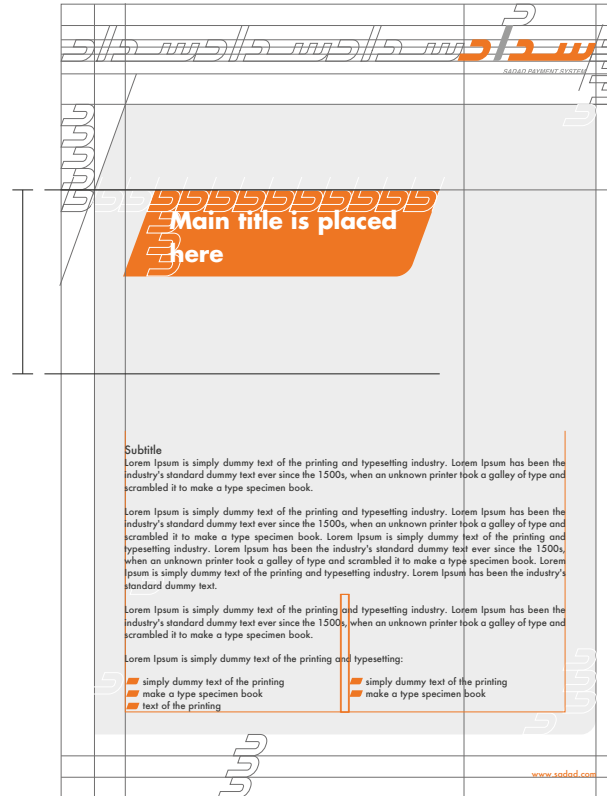 سداد سداد سداد سداد
SADAD PAYMENT SYSTEM
Main title is placed
here
Subtitle
Lorem Ipsum is simply dummy text of the printing and typesetting industry. Lorem Ipsum has been the
industry's standard dummy text ever since the 1500s, when an unknown printer took a galley of type and
scrambled it to make a type specimen book.
Lorem Ipsum is simply dummy text of the printing and typesetting industry. Lorem Ipsum has been the
industry's standard dummy text ever since the 1500s, when an unknown printer took a galley of type and
scrambled it to make a type specimen book. Lorem Ipsum is simply dummy text of the printing and
typesetting industry. Lorem Ipsum has been the industry's standard dummy text ever since the 1500s,
when an unknown printer took a galley of type and scrambled it to make a type specimen book. Lorem
Ipsum is simply dummy text of the printing and typesetting industry. Lorem Ipsum has been the industry's
standard dummy text.
Lorem Ipsum is simply dummy text of the printing and typesetting industry. Lorem Ipsum has been the
industry's standard dummy text ever since the 1500s, when an unknown printer took a galley of type and
scrambled it to make a type specimen book.
Lorem Ipsum is simply dummy text of the printing and typesetting:
simply dummy text of the printing
make a type specimen book
text of the printing
simply dummy text of the printing
make a type specimen book
www.sadad.com